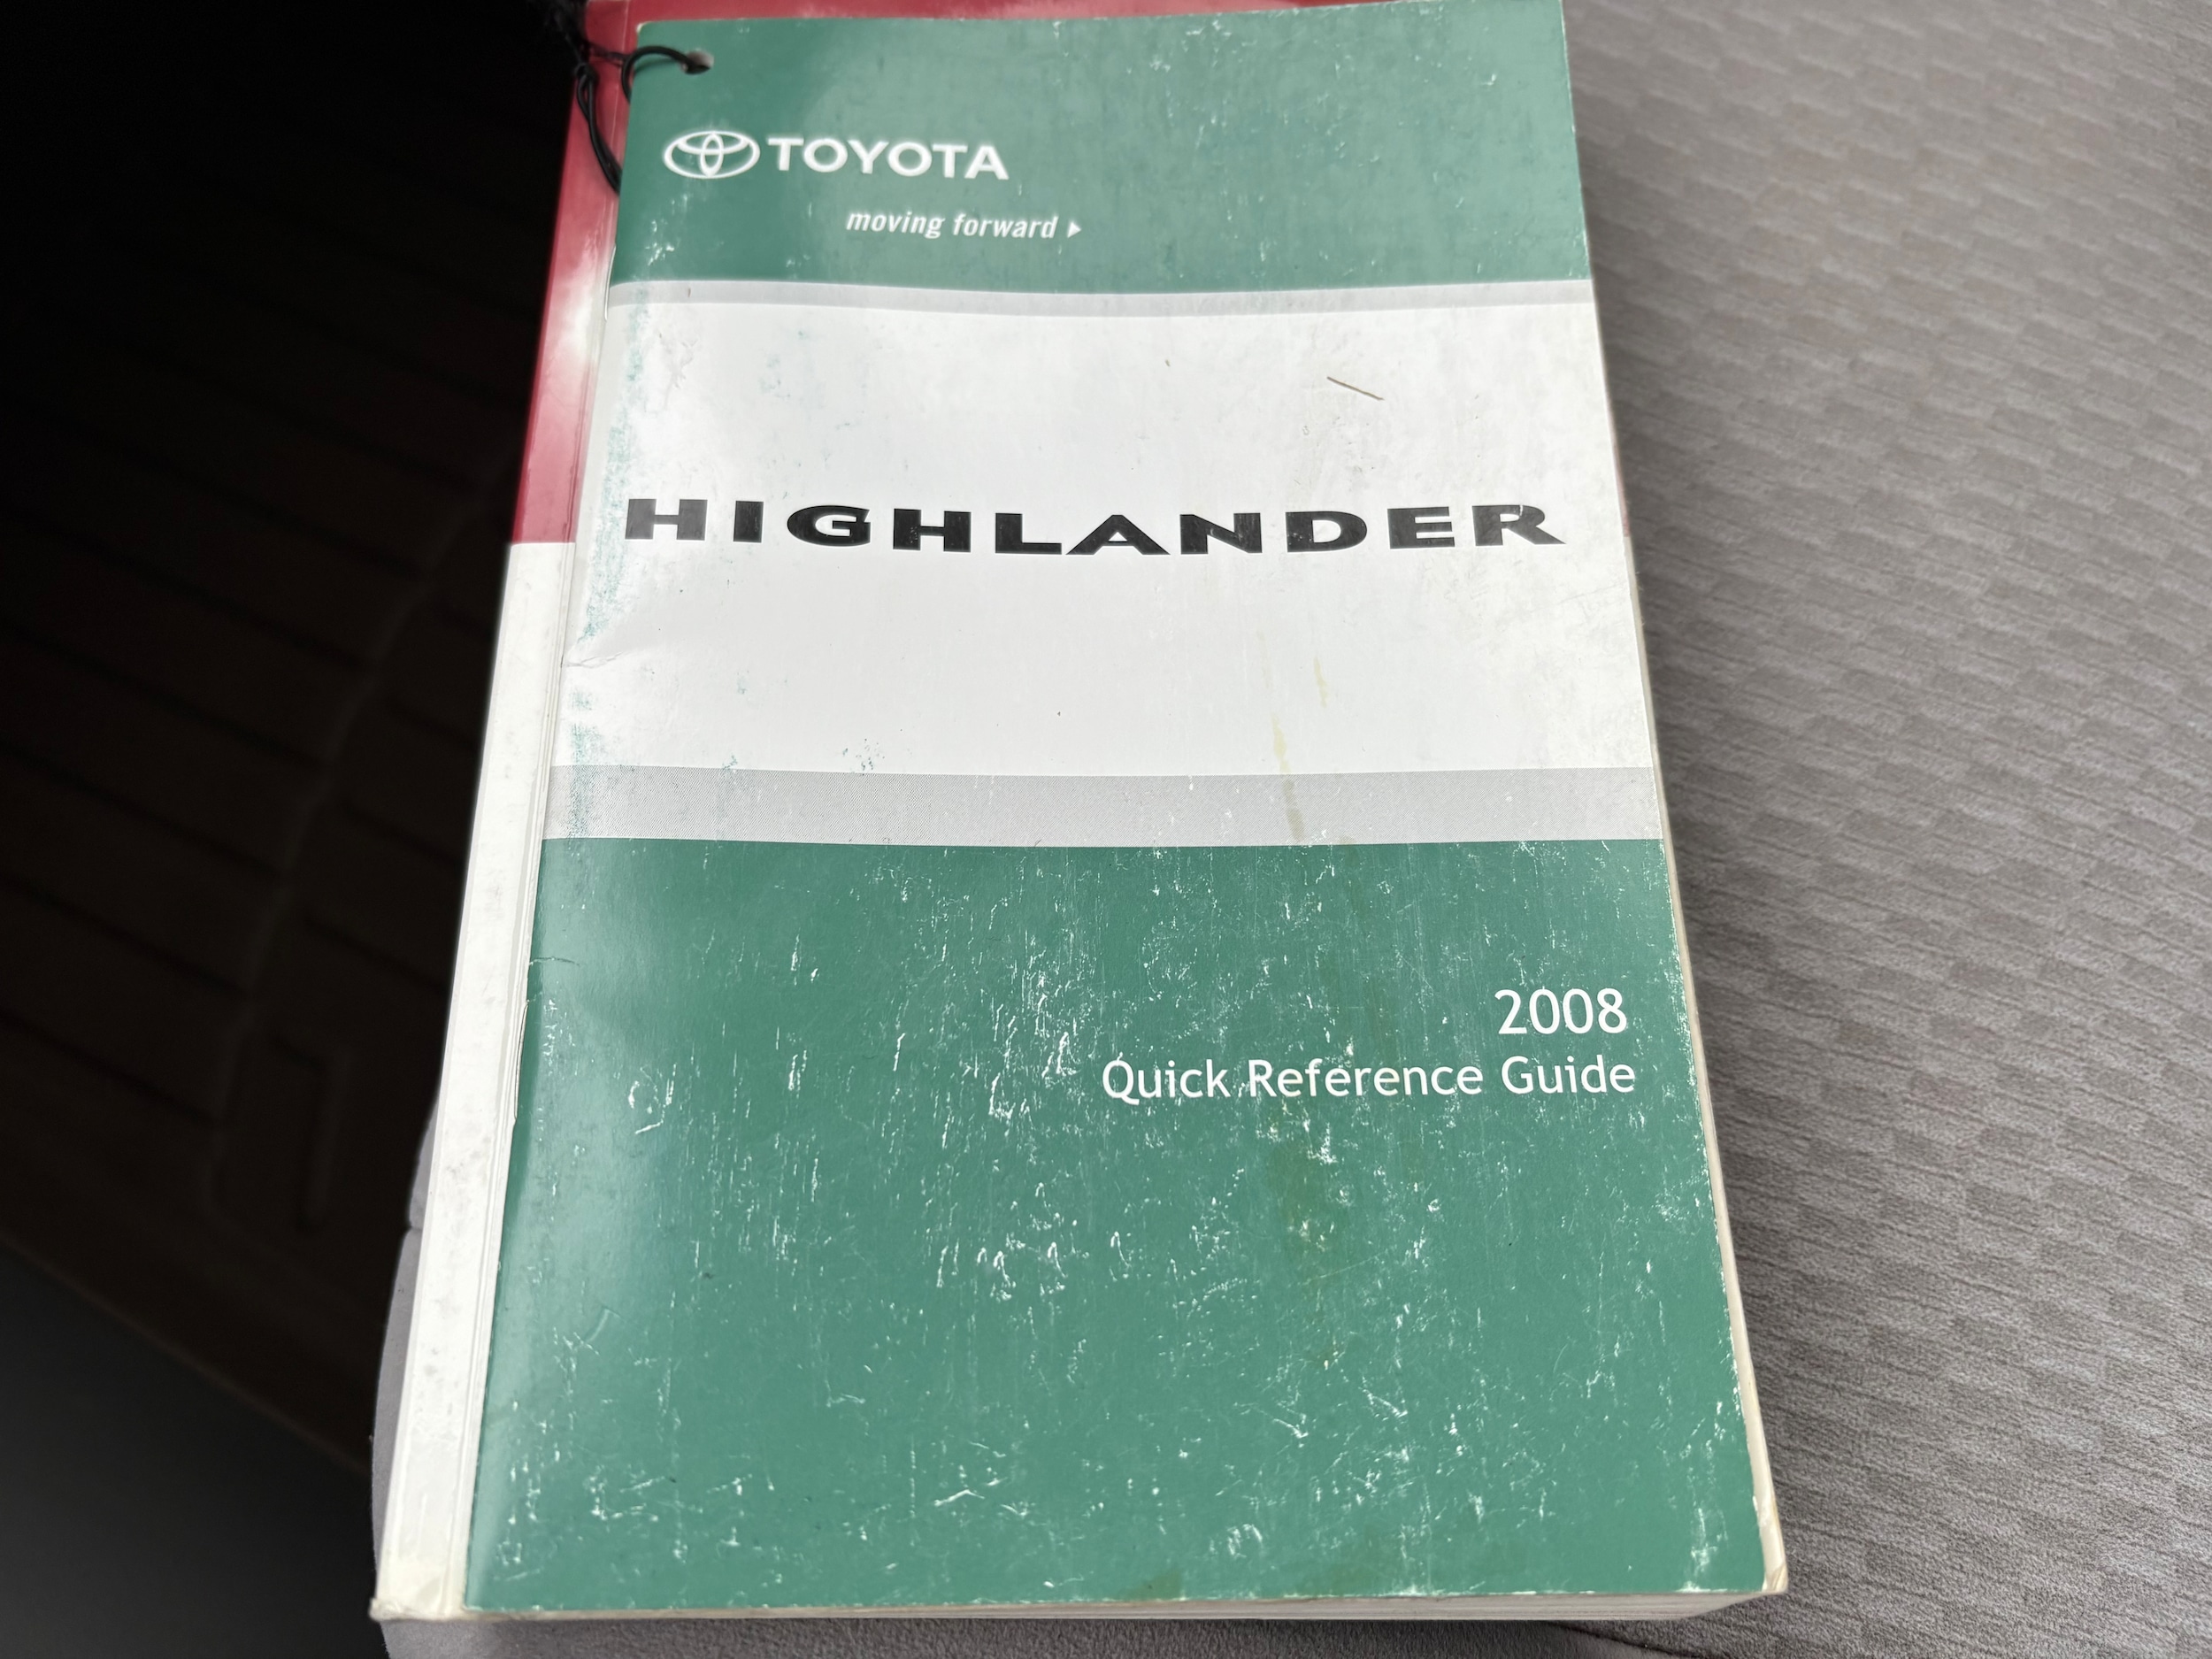 TOYOTA
moving forward
HIGHLANDER
2008
Quick Reference Guide